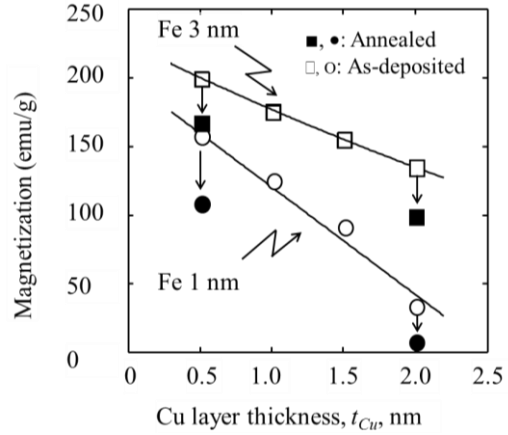 250
Fe 3 nm
■, ●: Annealed
□, ○: As-deposited
200
150
100
50
0
Fe 1 nm
Magnetization (emu/g)
0 0.5 1.0 1.5 2.0 2.5
Cu layer thickness, tCu, nm